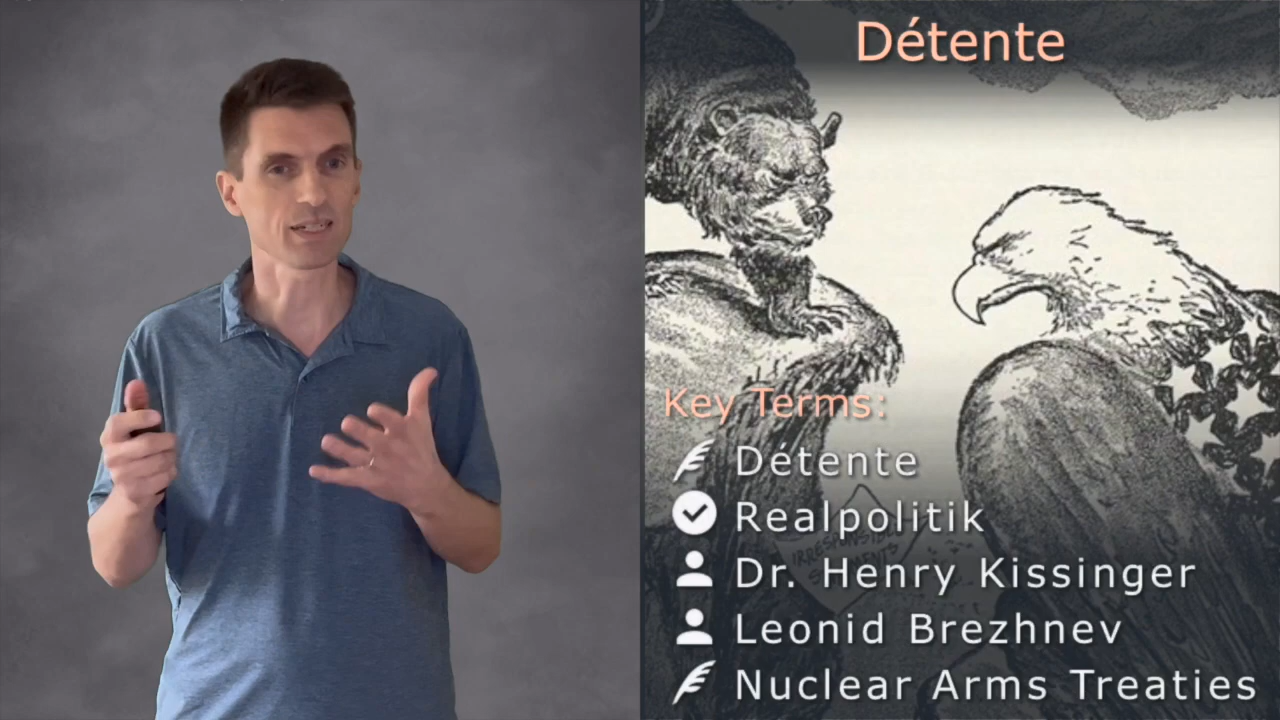 Détente
Key Terms:
Détente
Realpolitik
Dr. Henry Kissinger
Leonid Brezhnev
Nuclear Arms Treaties